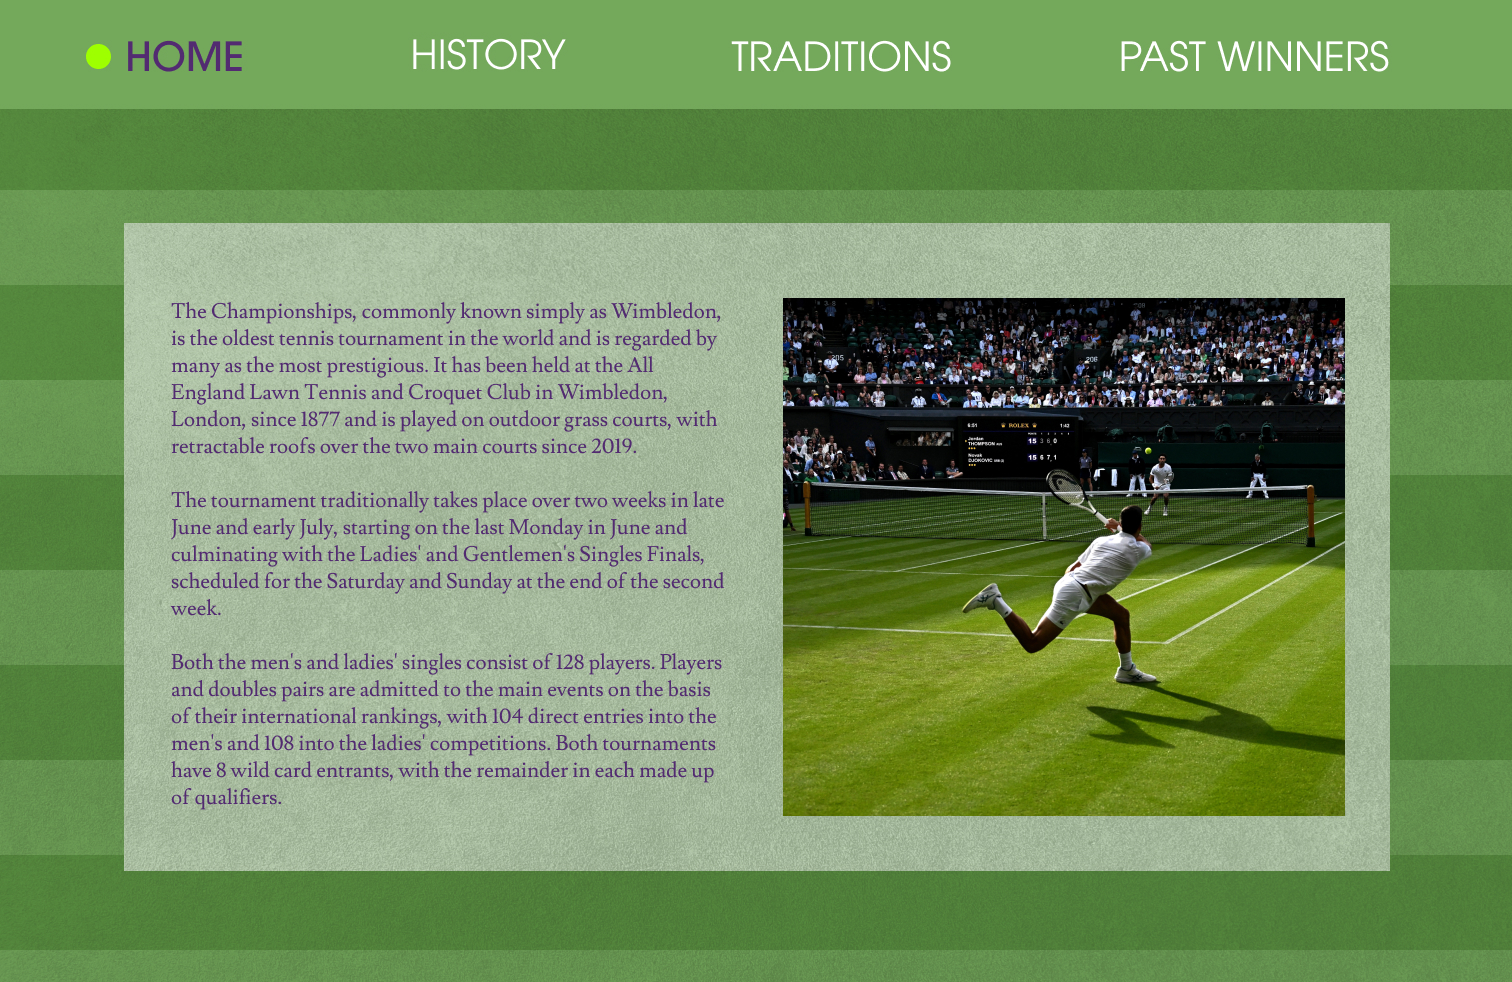 HOME
HISTORY
TRADITIONS
PAST WINNERS
The Championships, commonly known simply as Wimbledon,
is the oldest tennis tournament in the world and is regarded by
many as the most prestigious. It has been held at the All
England Lawn Tennis and Croquet Club in Wimbledon,
London, since 1877 and is played on outdoor grass courts, with
retractable roofs over the two main courts since 2019.
The tournament traditionally takes place over two weeks in late
June and early July, starting on the last Monday in June and
culminating with the Ladies' and Gentlemen's Singles Finals,
scheduled for the Saturday and Sunday at the end of the second
week.
Both the men's and ladies' singles consist of 128 players. Players
and doubles pairs are admitted to the main events on the basis
of their international rankings, with 104 direct entries into the
men's and 108 into the ladies' competitions. Both tournaments
have 8 wild card entrants, with the remainder in each made up
of qualifiers.
205
206
5:51 ROLEX 1:42
Jordan
THOMPSON 15 3 6 0
Novak
DJOKOVIC 15 6 7 1